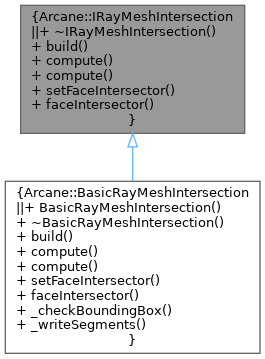 {Arcane::IRayMeshIntersection
||+ ~IRayMeshIntersection()
+ build()
+ compute()
+ compute()
+ setFaceIntersector()
+ faceIntersector()
}
{Arcane::BasicRayMeshIntersection
||+ BasicRayMeshIntersection()
+ ~BasicRayMeshIntersection()
+ build()
+ compute()
+ compute()
+ setFaceIntersector()
+ faceIntersector()
+ _checkBoundingBox()
+ _writeSegments()
}